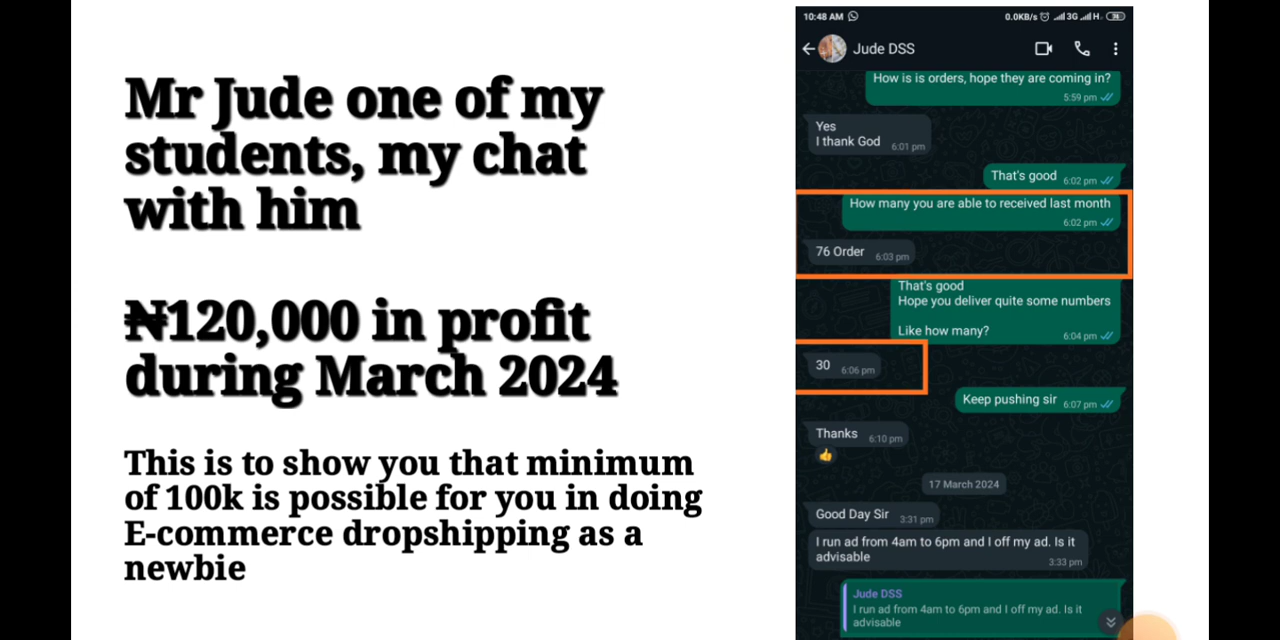 Mr Jude one of my
students, my chat
with him
₦120,000 in profit
during March 2024
This is to show you that minimum
of 100k is possible for you in doing
E-commerce dropshipping as a
newbie
10:48 AM
0.0KB/s 3G H
Jude DSS
How is is orders, hope they are coming in?
5:59 pm
Yes
I thank God 6:01 pm
That's good 6:02 pm
How many you are able to received last month
6:02 pm
76 Order 6:03 pm
That's good
Hope you deliver quite some numbers
Like how many? 6:04 pm
30 6:06 pm
Keep pushing sir 6:07 pm
Thanks 6:10 pm
👍
17 March 2024
Good Day Sir 3:31 pm
I run ad from 4am to 6pm and I off my ad. Is it
advisable
3:33 pm
Jude DSS
I run ad from 4am to 6pm and I off my ad. Is it
advisable